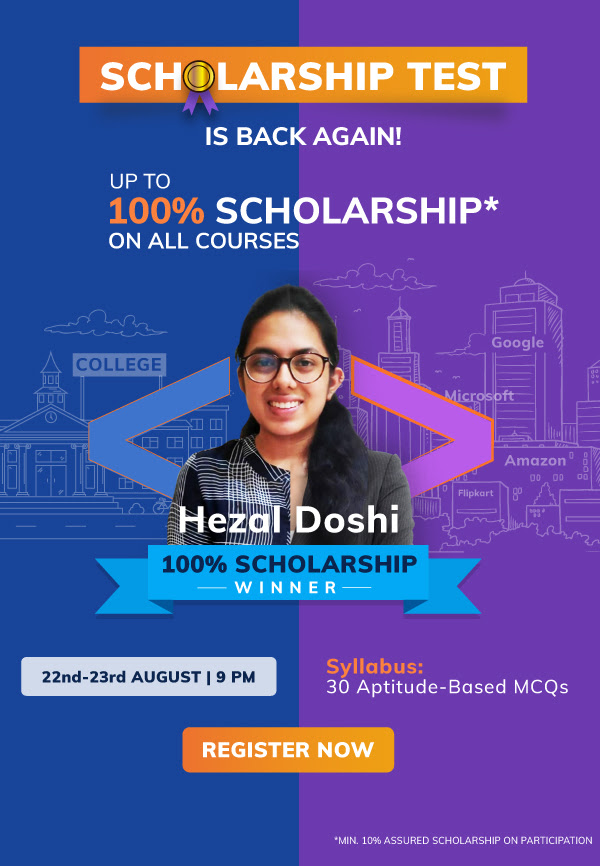 SCHOLARSHIP TEST
IS BACK AGAIN!
UP TO
100% SCHOLARSHIP*
ON ALL COURSES
COLLEGE
Google
Microsoft
Amazon
Flipkart
Hezal Doshi
100% SCHOLARSHIP
WINNER
22nd-23rd AUGUST | 9 PM
Syllabus:
30 Aptitude-Based MCQs
REGISTER NOW
*MIN. 10% ASSURED SCHOLARSHIP ON PARTICIPATION